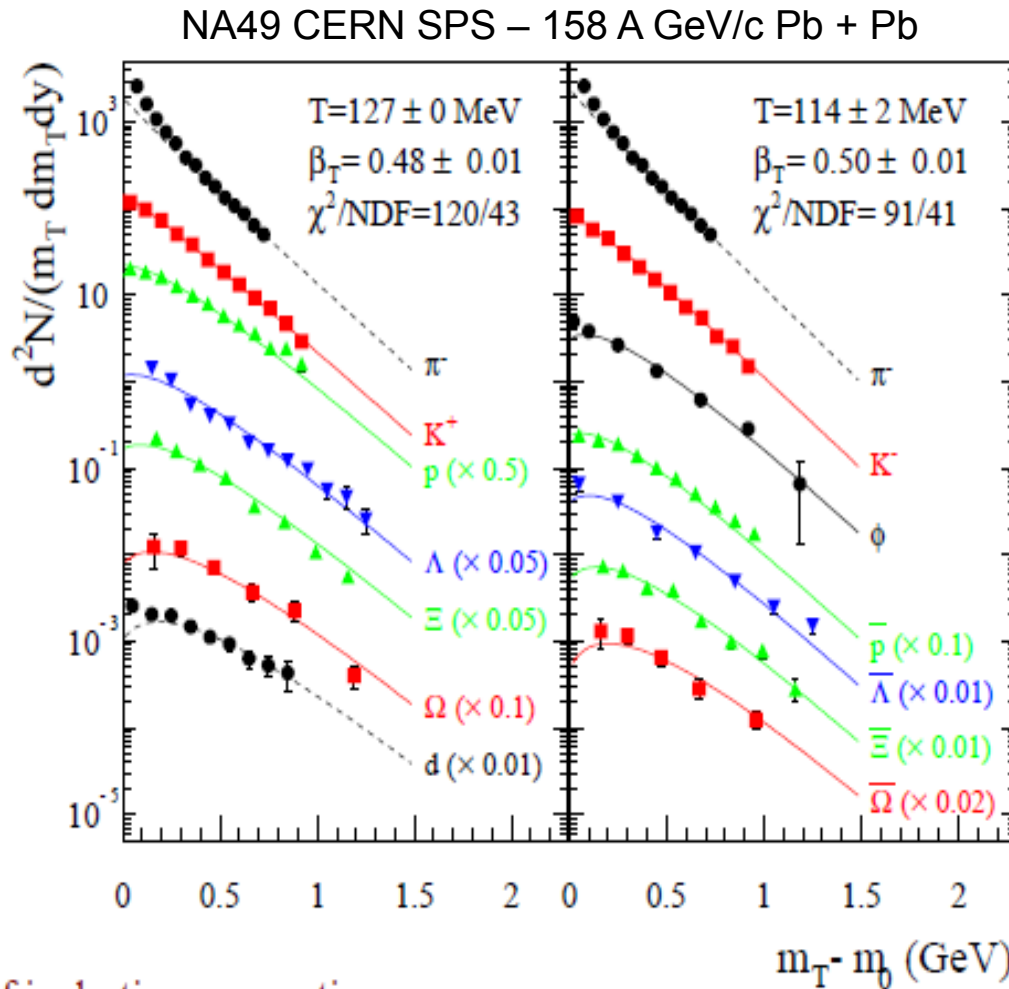 NA49 CERN SPS – 158 A GeV/c Pb + Pb
d²N/(m_T dm_T dy)
10³
10
10⁻¹
10⁻³
10⁻⁵
T=127 ± 0 MeV
β_T= 0.48 ± 0.01
χ²/NDF=120/43
π⁻
K⁺
p (× 0.5)
Λ (× 0.05)
Ξ (× 0.05)
Ω (× 0.1)
d (× 0.01)
T=114 ± 2 MeV
β_T= 0.50 ± 0.01
χ²/NDF= 91/41
π⁻
K⁻
ϕ
p̅ (× 0.1)
Λ̅ (× 0.01)
Ξ̅ (× 0.01)
Ω̅ (× 0.02)
0 0.5 1 1.5 2 0 0.5 1 1.5 2
m_T- m_0 (GeV)